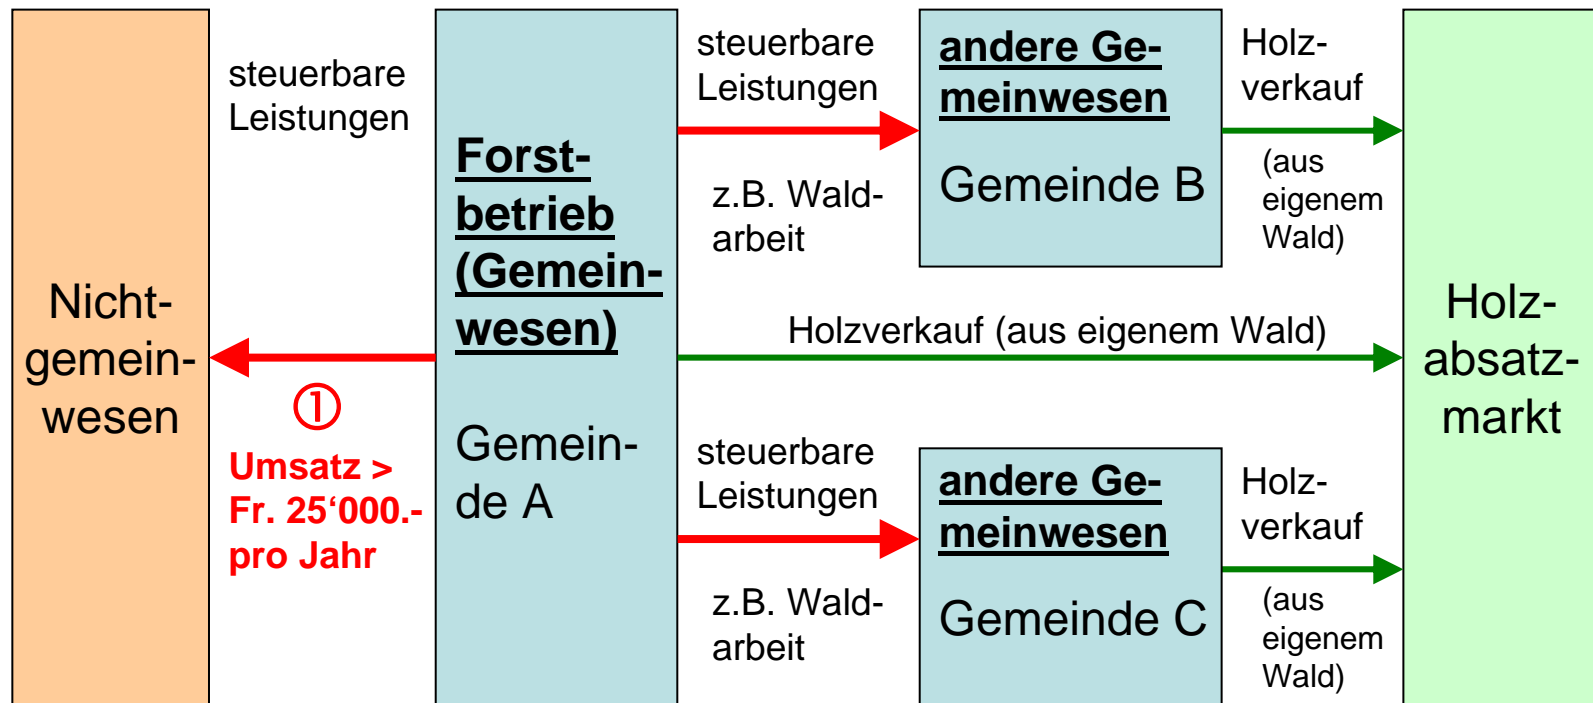 Nicht-
gemein-
wesen
steuerbare
Leistungen
①
Umsatz >
Fr. 25‘000.-
pro Jahr
Forst-
betrieb
(Gemein-
wesen)
Gemein-
de A
steuerbare
Leistungen
z.B. Wald-
arbeit
andere Ge-
meinwesen
Gemeinde B
Holz-
verkauf
(aus
eigenem
Wald)
Holzverkauf (aus eigenem Wald)
steuerbare
Leistungen
z.B. Wald-
arbeit
andere Ge-
meinwesen
Gemeinde C
Holz-
verkauf
(aus
eigenem
Wald)
Holz-
absatz-
markt